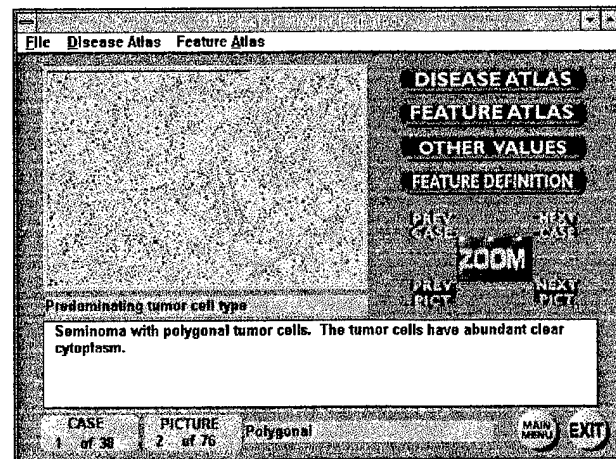 File Disease Atlas Feature Atlas
DISEASE ATLAS
FEATURE ATLAS
OTHER VALUES
FEATURE DEFINITION
PREV CASE
NEXT CASE
ZOOM
PREV PICT
NEXT PICT
Predominating tumor cell type
Seminoma with polygonal tumor cells. The tumor cells have abundant clear
cytoplasm.
CASE
1 of 38
PICTURE
2 of 76
Polygonal
MAIN MENU
EXIT